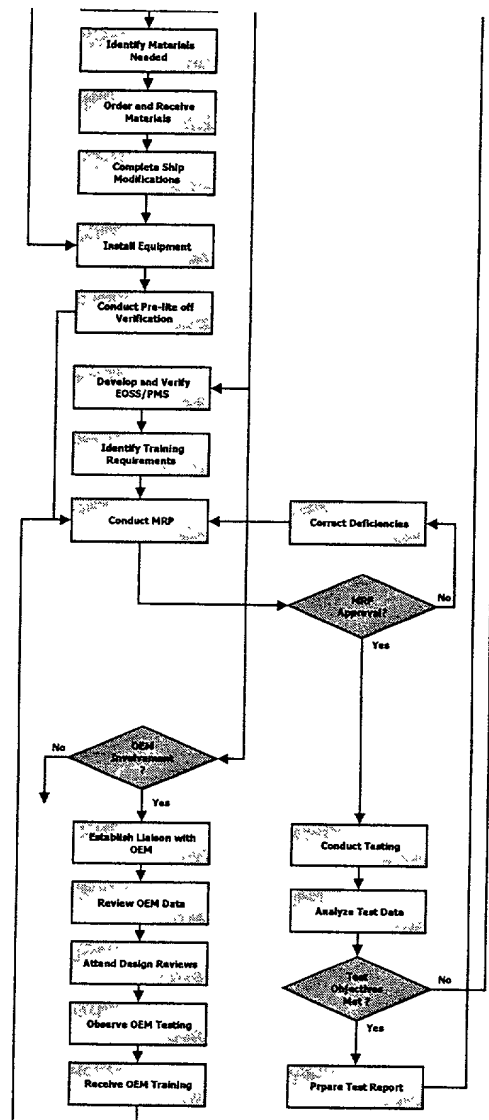 Identify Materials
Needed
Order and Receive
Materials
Complete Ship
Modifications
Install Equipment
Conduct Pre-lite off
Verification
Develop and Verify
EOSS/PMS
Identify Training
Requirements
Conduct MRP
Correct Deficiencies
MRP
Approval?
No
Yes
OEM
Involvement
?
No
Yes
Establish Liaison with
OEM
Review OEM Data
Attend Design Reviews
Observe OEM Testing
Receive OEM Training
Conduct Testing
Analyze Test Data
Test
Objectives
Met ?
No
Yes
Prpare Test Report